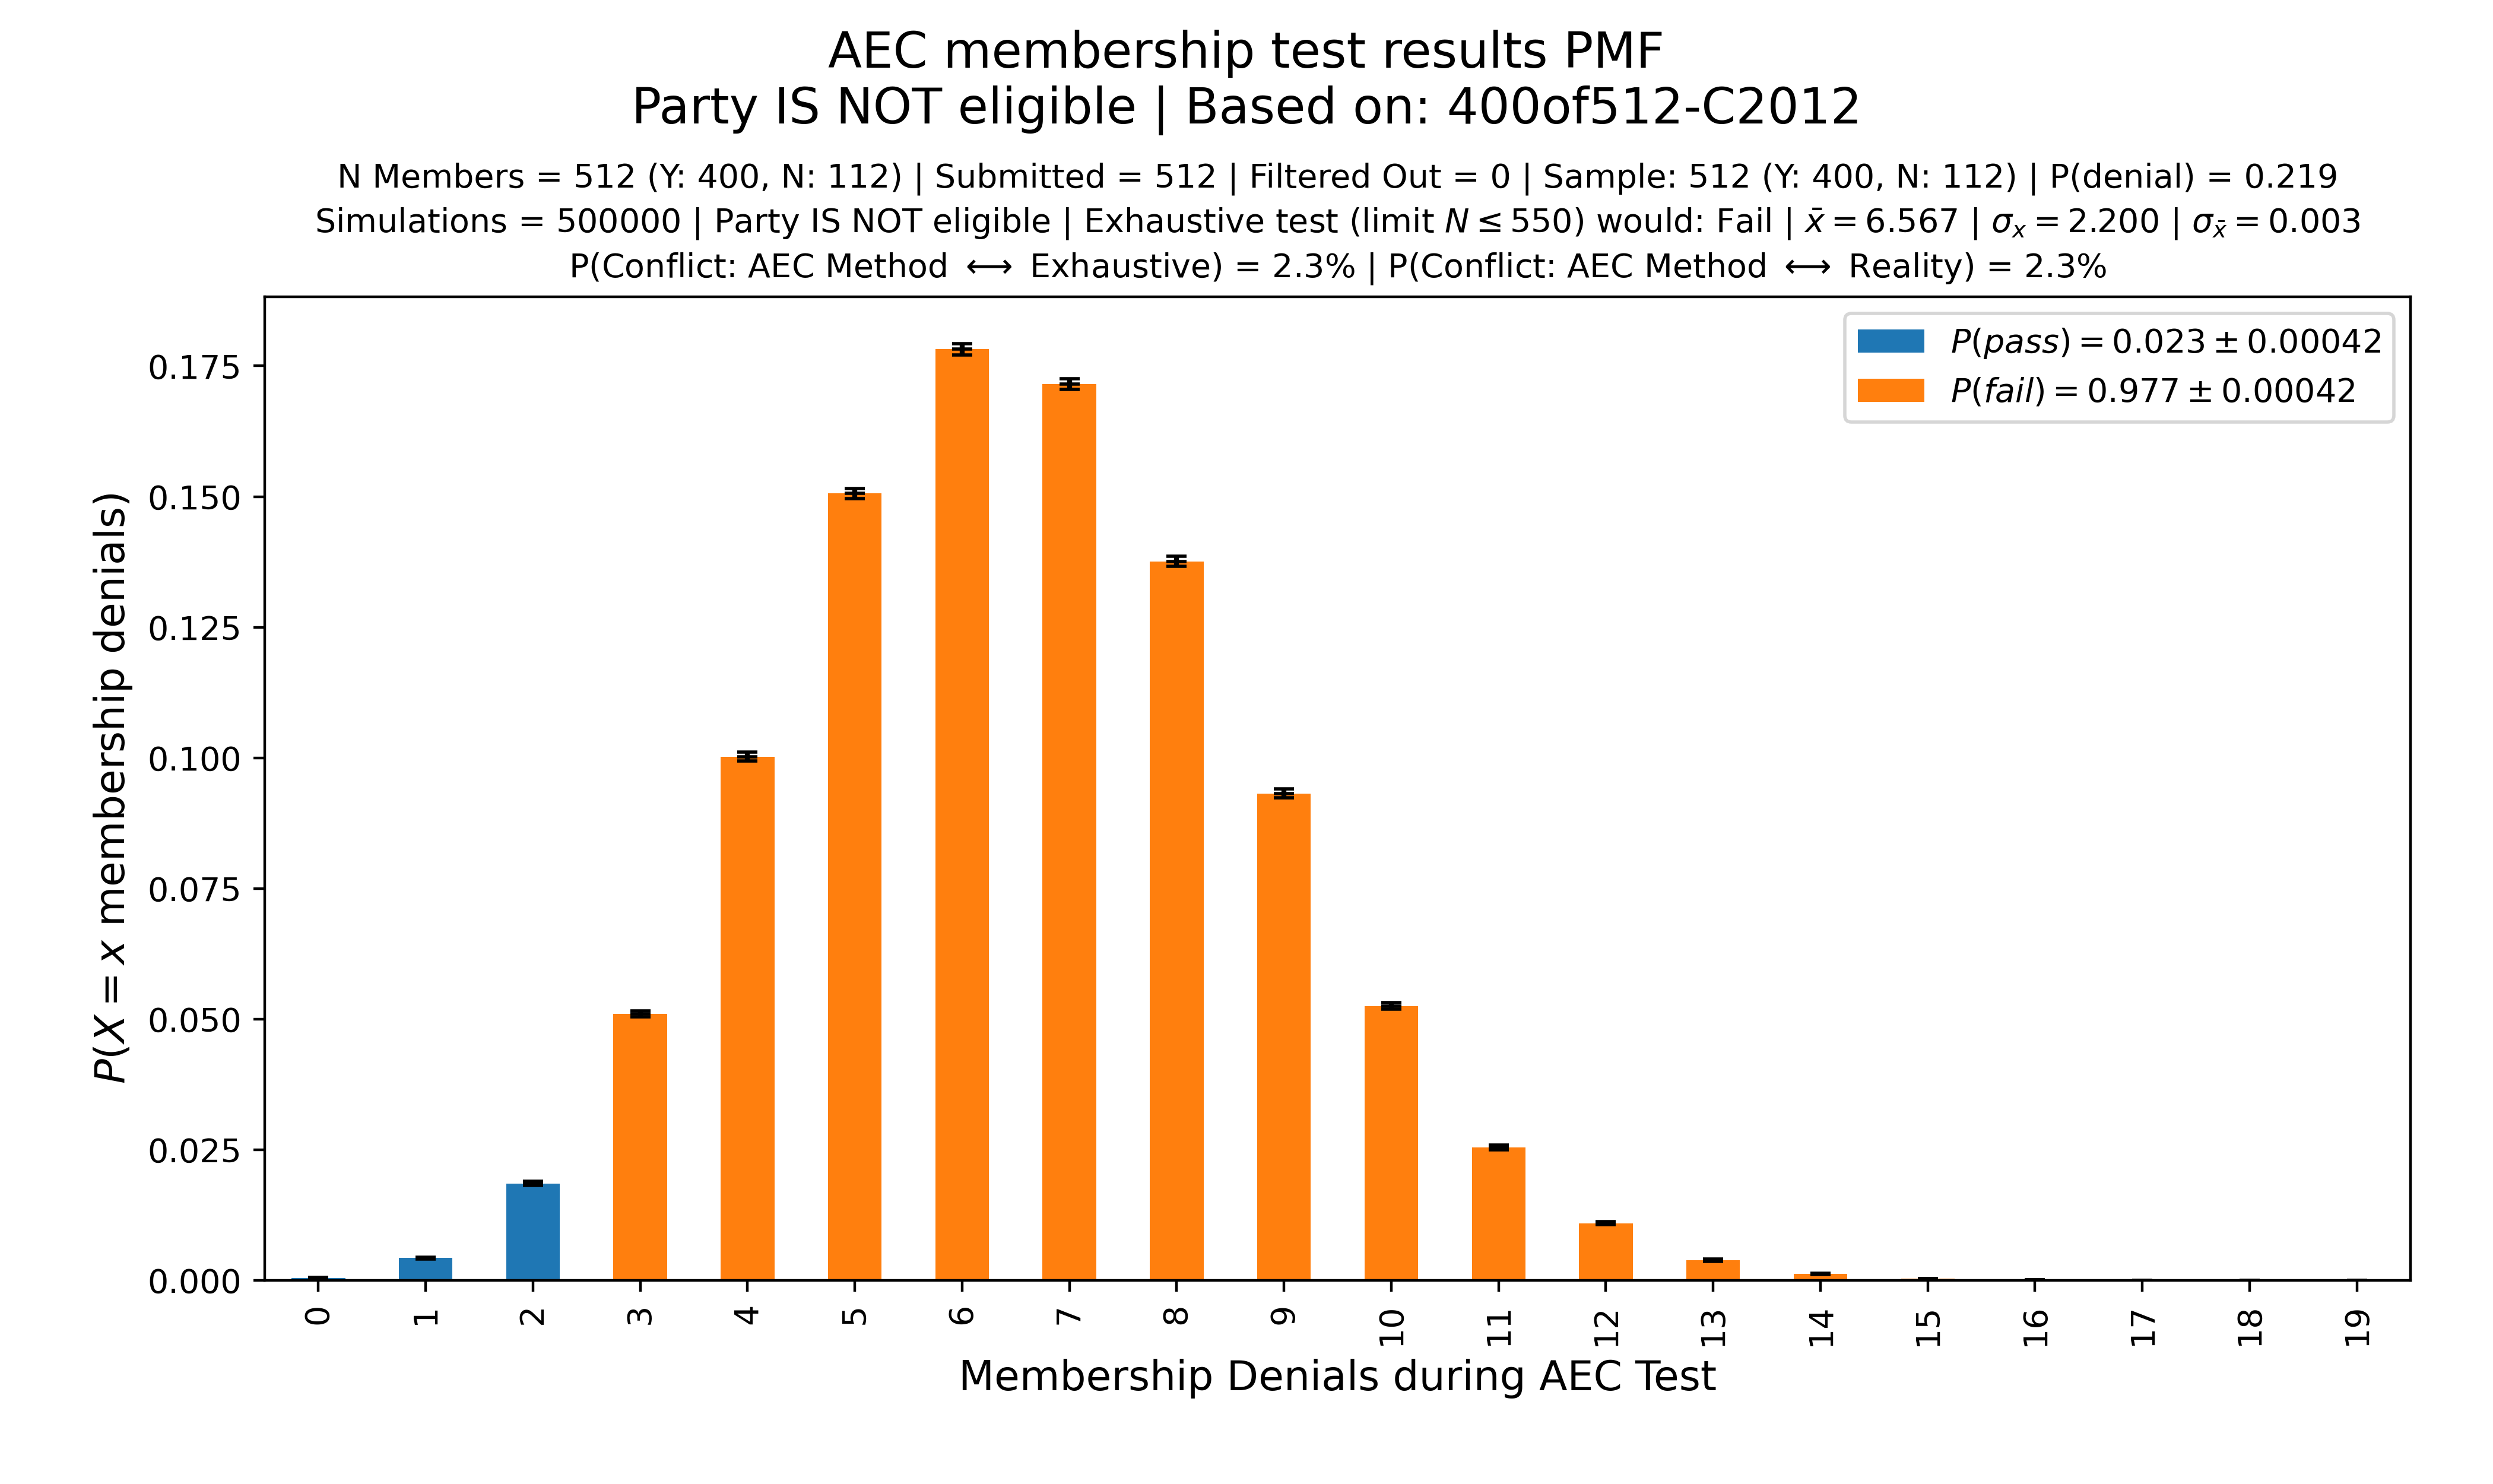 AEC membership test results PMF
Party IS NOT eligible | Based on: 400of512-C2012
N Members = 512 (Y: 400, N: 112) | Submitted = 512 | Filtered Out = 0 | Sample: 512 (Y: 400, N: 112) | P(denial) = 0.219
Simulations = 500000 | Party IS NOT eligible | Exhaustive test (limit N ≤ 550) would: Fail | x̄ = 6.567 | σₓ = 2.200 | σ_x̄ = 0.003
P(Conflict: AEC Method ⟷ Exhaustive) = 2.3% | P(Conflict: AEC Method ⟷ Reality) = 2.3%
P(pass) = 0.023 ± 0.00042
P(fail) = 0.977 ± 0.00042
P(X = x membership denials)
0.175
0.150
0.125
0.100
0.075
0.050
0.025
0.000
0 1 2 3 4 5 6 7 8 9 10 11 12 13 14 15 16 17 18 19
Membership Denials during AEC Test